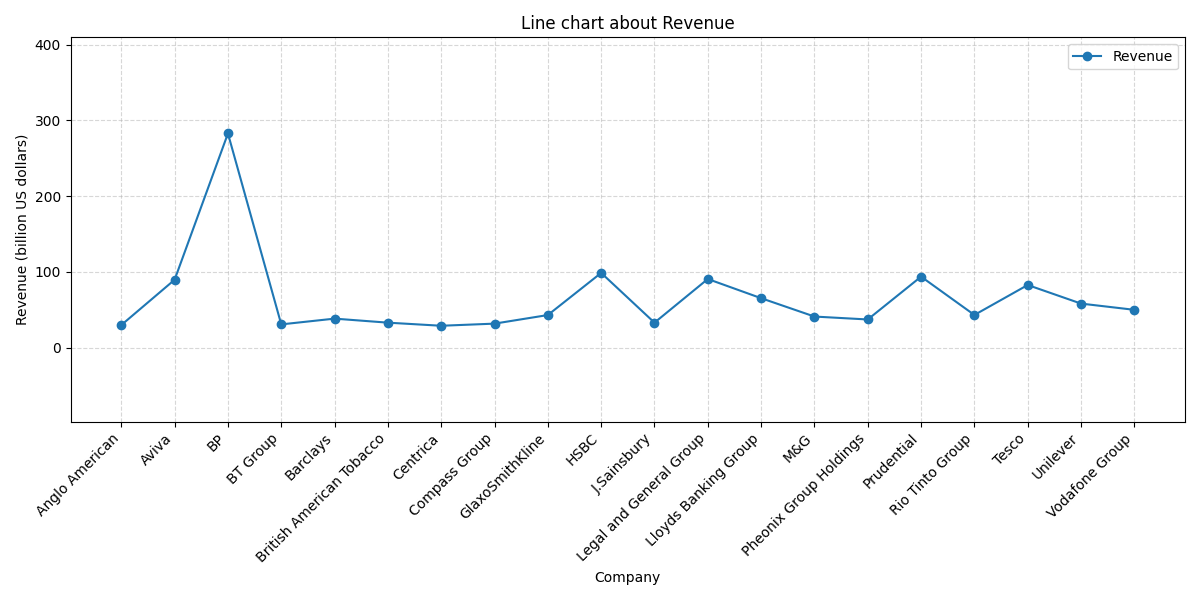 Line chart about Revenue
Revenue
Revenue (billion US dollars)
400
300
200
100
0
Anglo American
Aviva
BP
BT Group
Barclays
British American Tobacco
Centrica
Compass Group
GlaxoSmithKline
HSBC
J.Sainsbury
Legal and General Group
Lloyds Banking Group
M&G
Pheonix Group Holdings
Prudential
Rio Tinto Group
Tesco
Unilever
Vodafone Group
Company